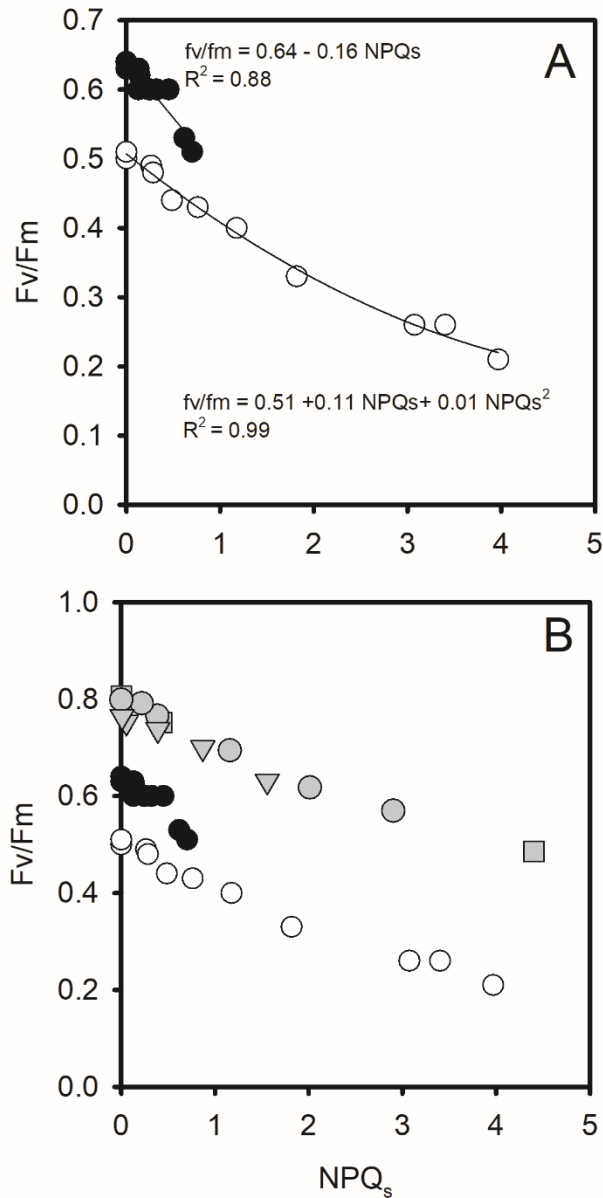 0.7
fv/fm = 0.64 - 0.16 NPQs
R² = 0.88
A
0.6
0.5
0.4
Fv/Fm
0.3
0.2
fv/fm = 0.51 +0.11 NPQs+ 0.01 NPQs²
R² = 0.99
0.1
0.0
0 1 2 3 4 5
1.0
B
0.8
0.6
Fv/Fm
0.4
0.2
0.0
0 1 2 3 4 5
NPQₛ